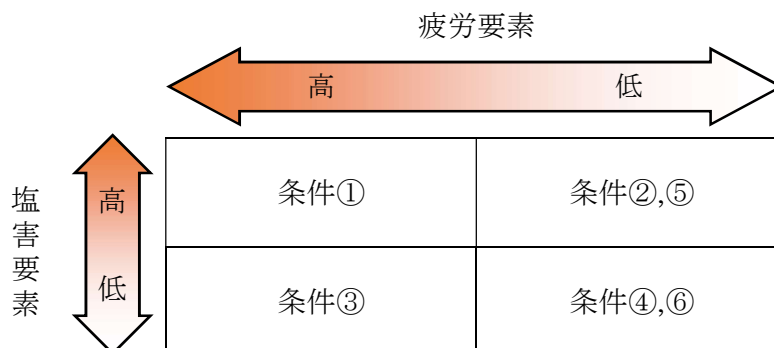 疲労要素
高 低
塩害要素
高
低
条件① 条件②,⑤
条件③ 条件④,⑥